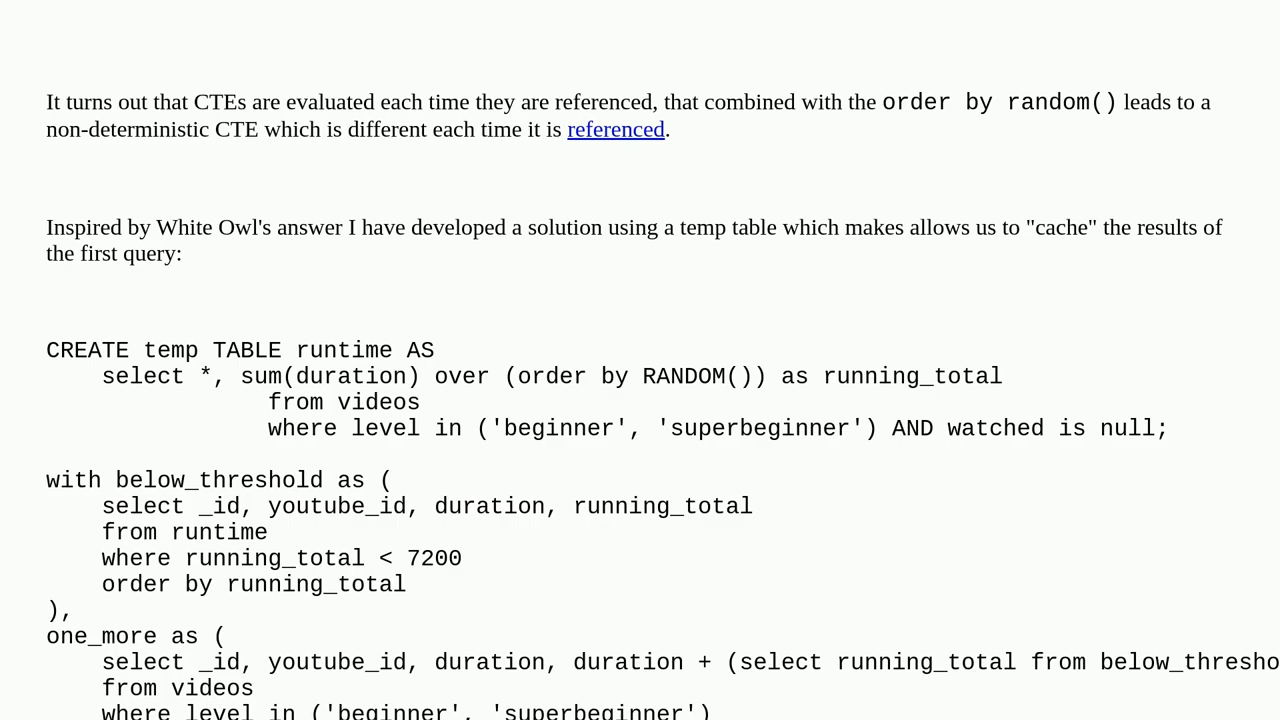 It turns out that CTEs are evaluated each time they are referenced, that combined with the order by random() leads to a
non-deterministic CTE which is different each time it is referenced.
Inspired by White Owl's answer I have developed a solution using a temp table which makes allows us to "cache" the results of
the first query:
CREATE temp TABLE runtime AS
    select *, sum(duration) over (order by RANDOM()) as running_total
                from videos
                where level in ('beginner', 'superbeginner') AND watched is null;
with below_threshold as (
    select _id, youtube_id, duration, running_total
    from runtime
    where running_total < 7200
    order by running_total
),
one_more as (
    select _id, youtube_id, duration, duration + (select running_total from below_thresho
    from videos
    where level in ('beginner', 'superbeginner')